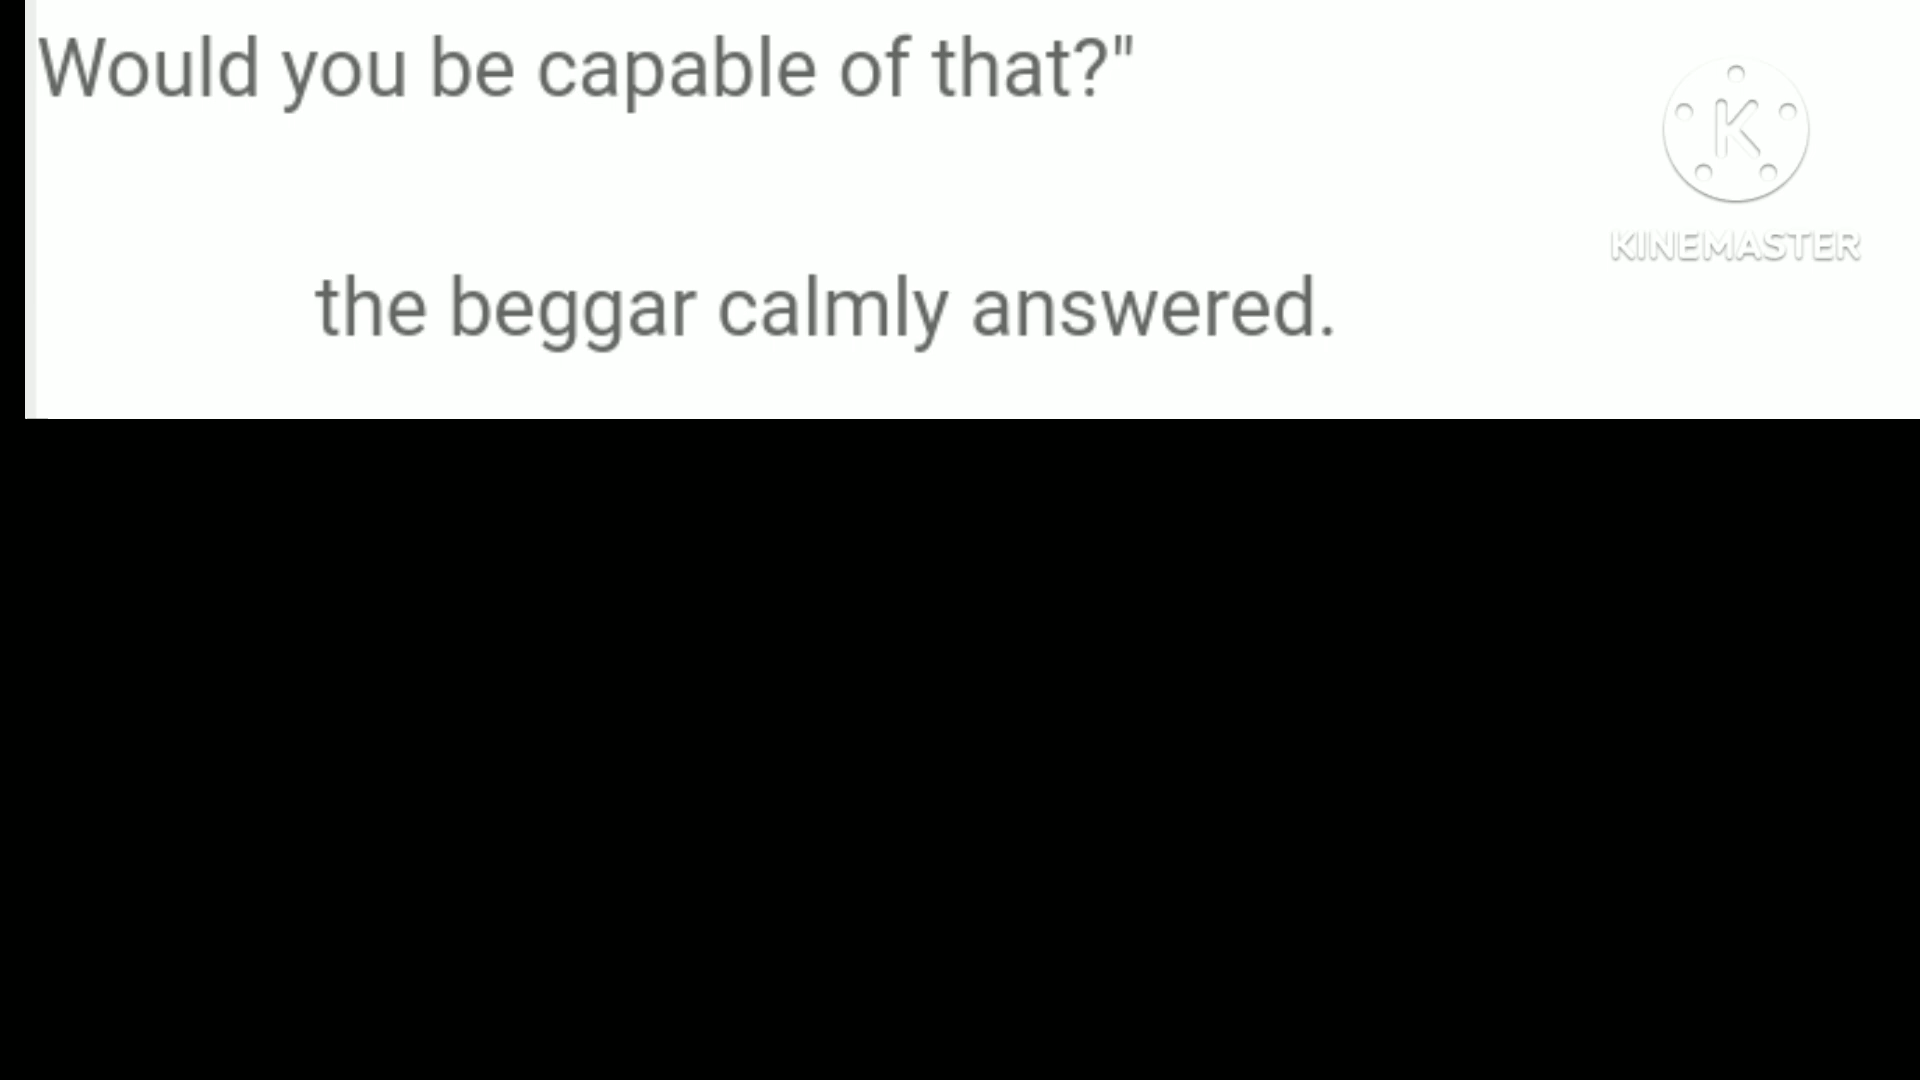 Would you be capable of that?"
K
KINEMASTER
the beggar calmly answered.